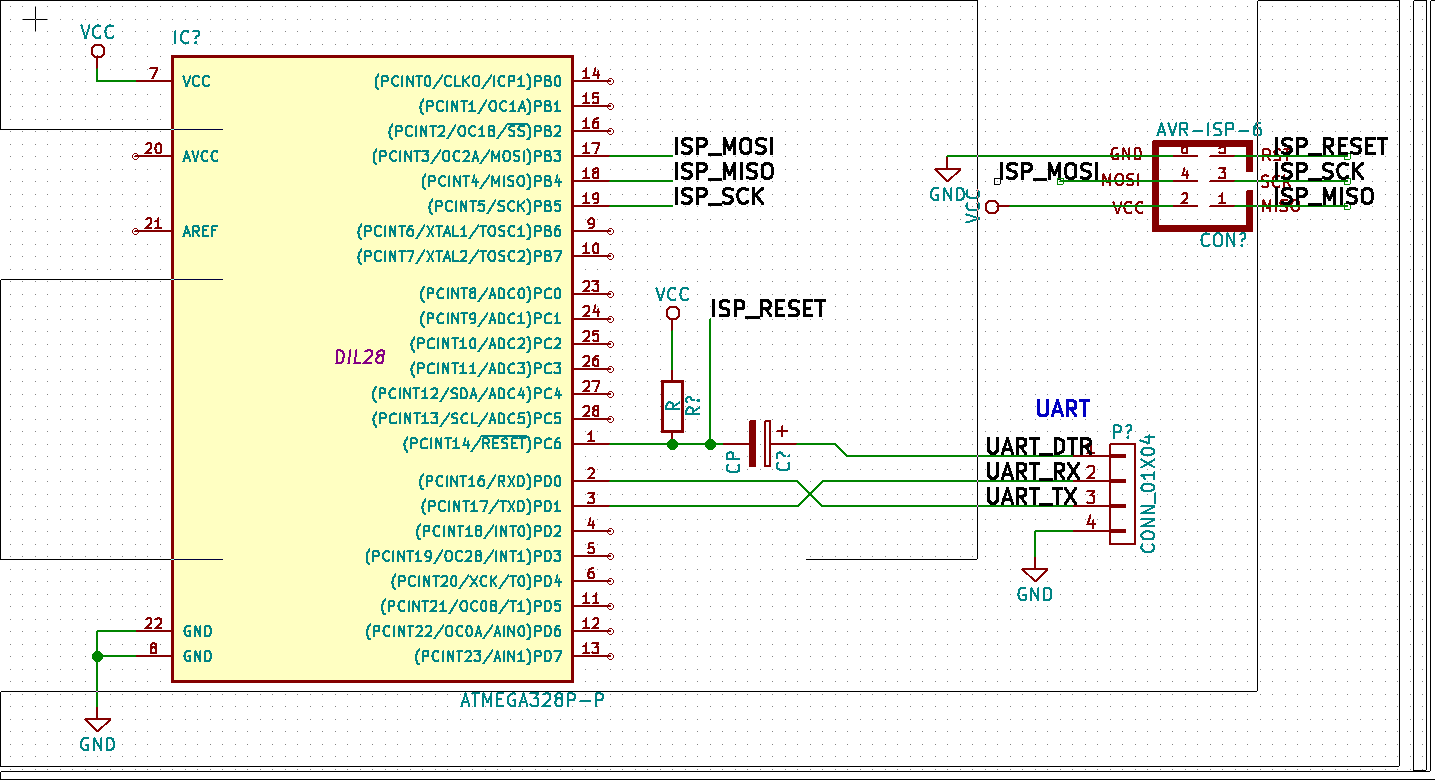 VCC
IC?
7 VCC
20 AVCC
21 AREF
DIL28
22 GND
8 GND
GND
ATMEGA328P-P
(PCINT0/CLKO/ICP1)PB0 14
(PCINT1/OC1A)PB1 15
(PCINT2/OC1B/SS)PB2 16
(PCINT3/OC2A/MOSI)PB3 17 ISP_MOSI
(PCINT4/MISO)PB4 18 ISP_MISO
(PCINT5/SCK)PB5 19 ISP_SCK
(PCINT6/XTAL1/TOSC1)PB6 9
(PCINT7/XTAL2/TOSC2)PB7 10
(PCINT8/ADC0)PC0 23
(PCINT9/ADC1)PC1 24
(PCINT10/ADC2)PC2 25
(PCINT11/ADC3)PC3 26
(PCINT12/SDA/ADC4)PC4 27
(PCINT13/SCL/ADC5)PC5 28
(PCINT14/RESET)PC6 1
(PCINT16/RXD)PD0 2
(PCINT17/TXD)PD1 3
(PCINT18/INT0)PD2 4
(PCINT19/OC2B/INT1)PD3 5
(PCINT20/XCK/T0)PD4 6
(PCINT21/OC0B/T1)PD5 11
(PCINT22/OC0A/AIN0)PD6 12
(PCINT23/AIN1)PD7 13
VCC
ISP_RESET
R
R?
CP
+
C?
AVR-ISP-6
GND 6 5 RST ISP_RESET
ISP_MOSI MOSI 4 3 SCK ISP_SCK
VCC 2 1 MISO ISP_MISO
GND
VCC
CON?
UART
P?
UART_DTR 1
UART_RX 2
UART_TX 3
4
CONN_01X04
GND